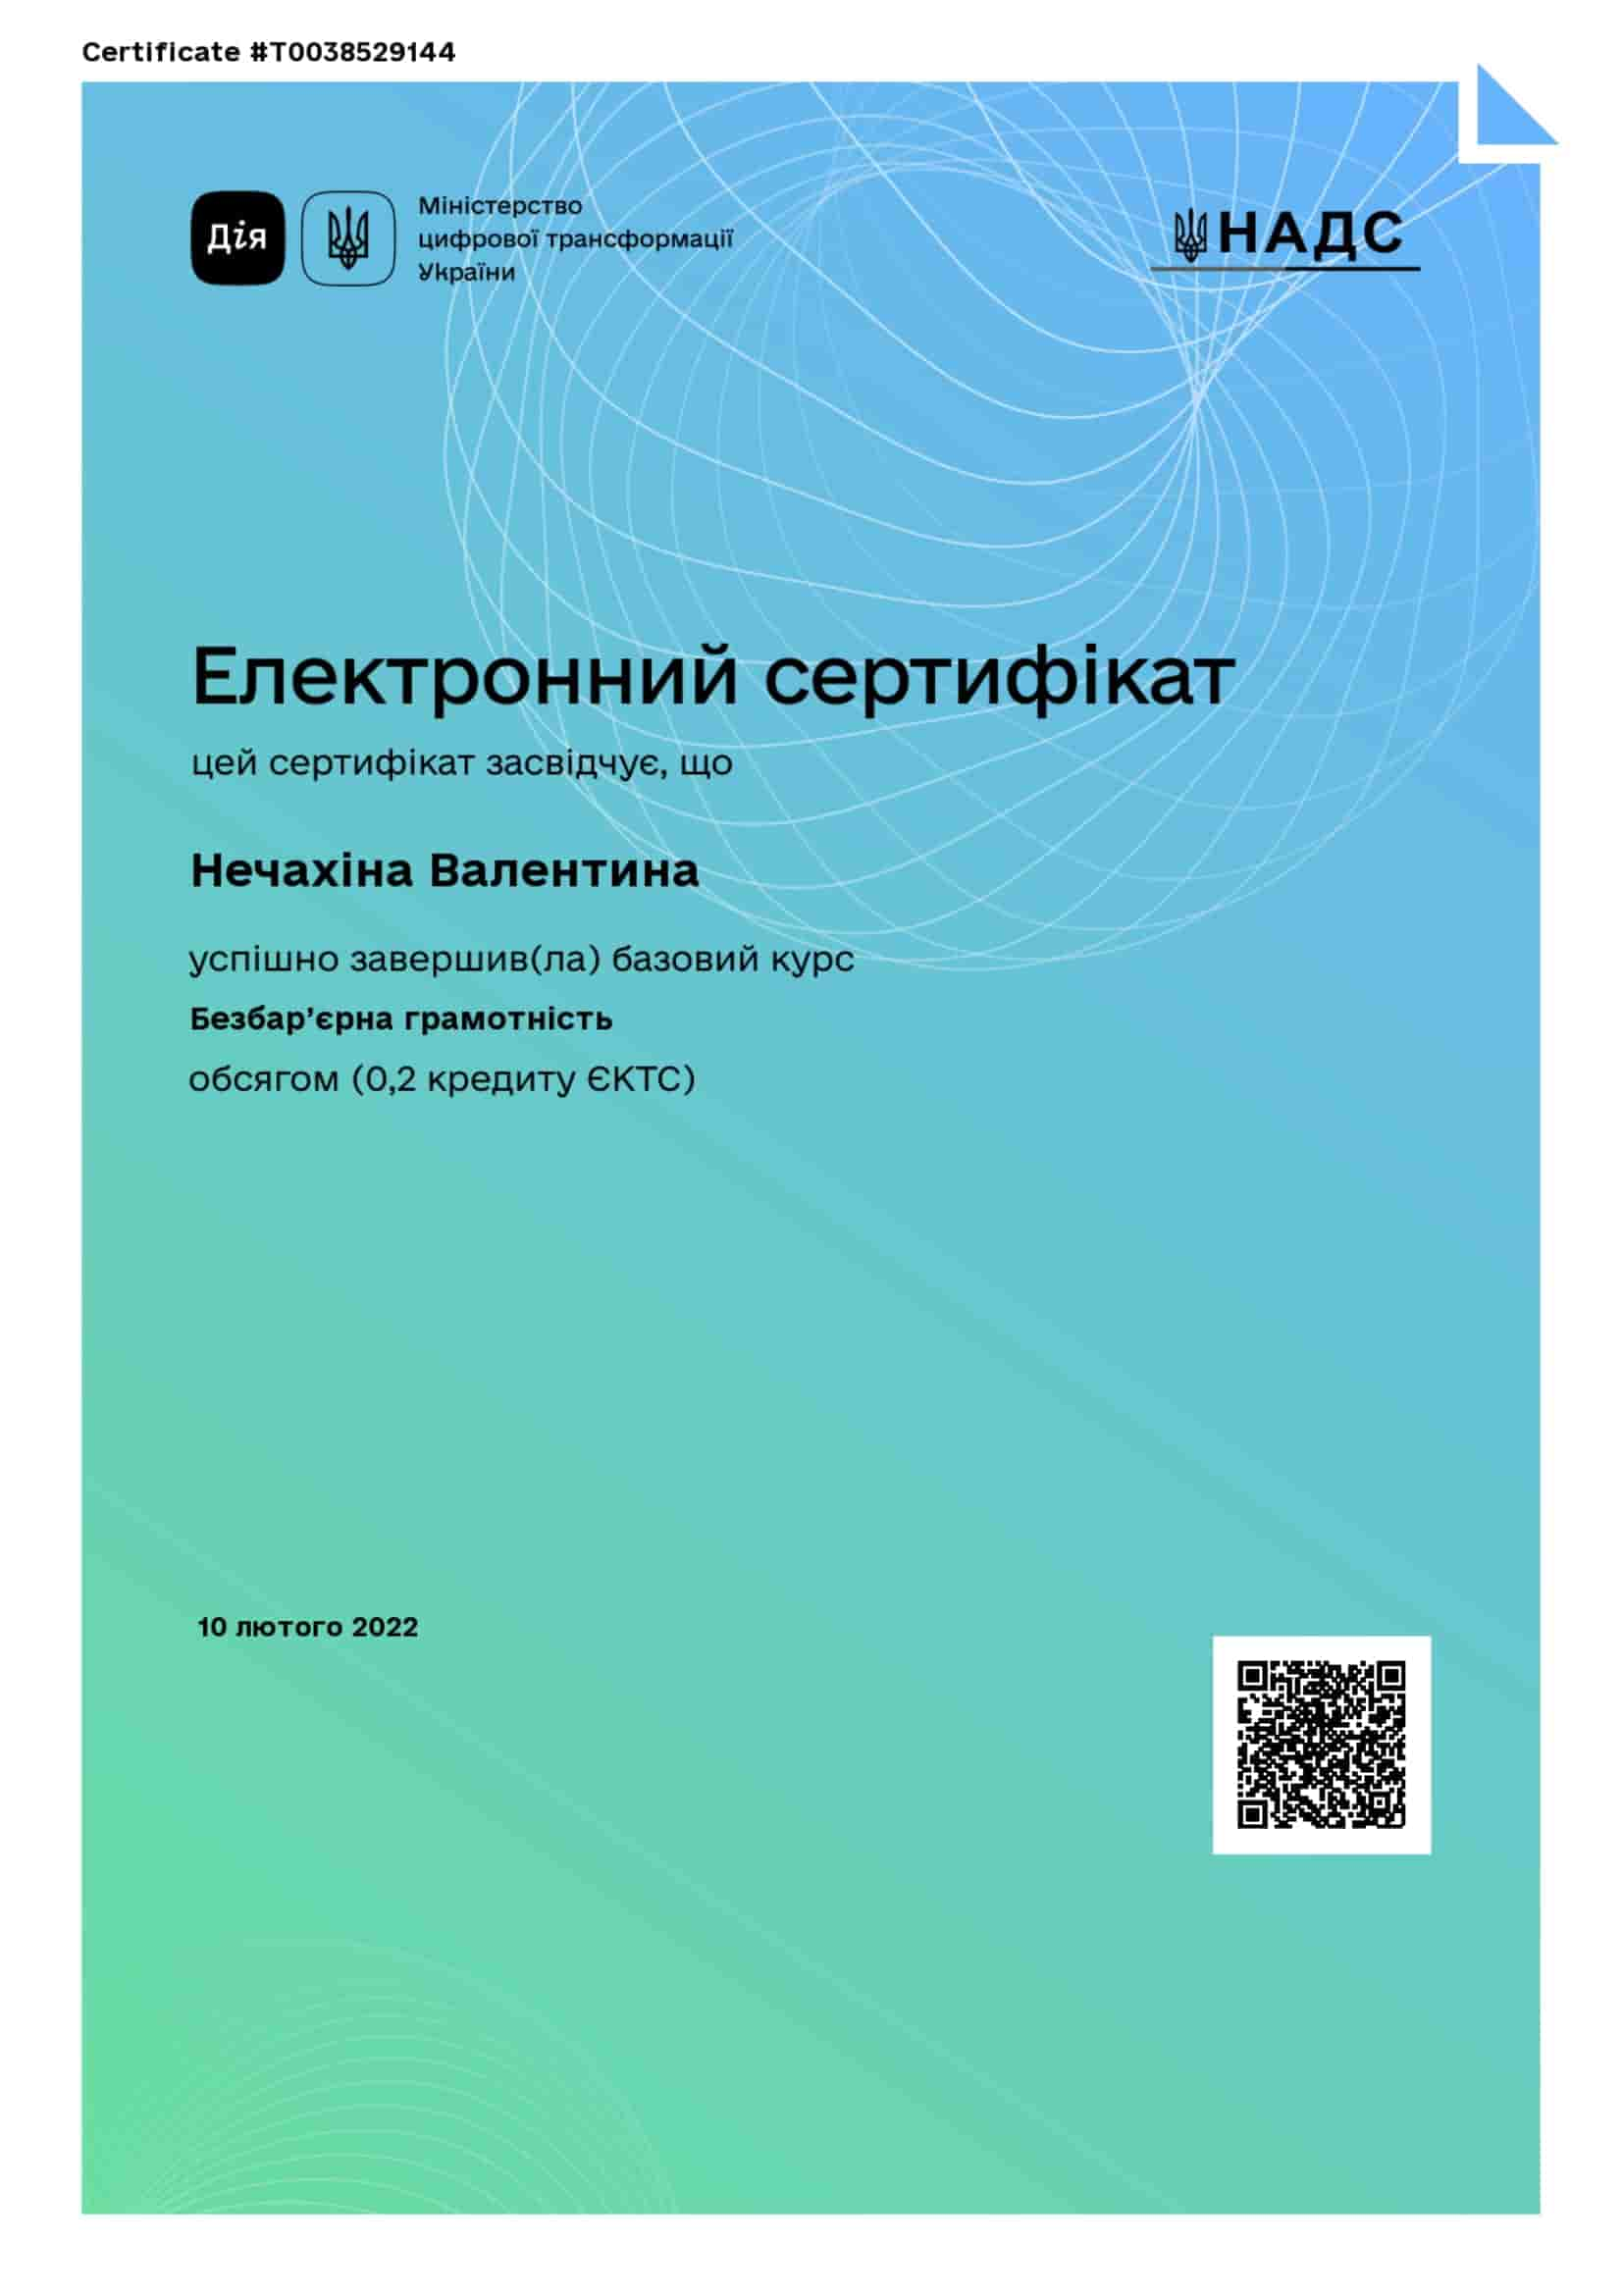 Certificate #T0038529144
Дія
Міністерство
цифрової трансформації
України
НАДС
Електронний сертифікат
цей сертифікат засвідчує, що
Нечахіна Валентина
успішно завершив(ла) базовий курс
Безбар’єрна грамотність
обсягом (0,2 кредиту ЄКТС)
10 лютого 2022